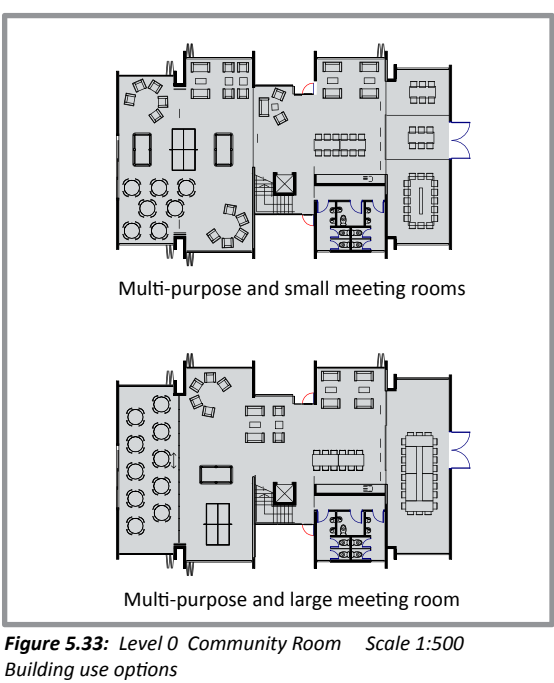 Multi-purpose and small meeting rooms
Multi-purpose and large meeting room
Figure 5.33: Level 0 Community Room Scale 1:500
Building use options